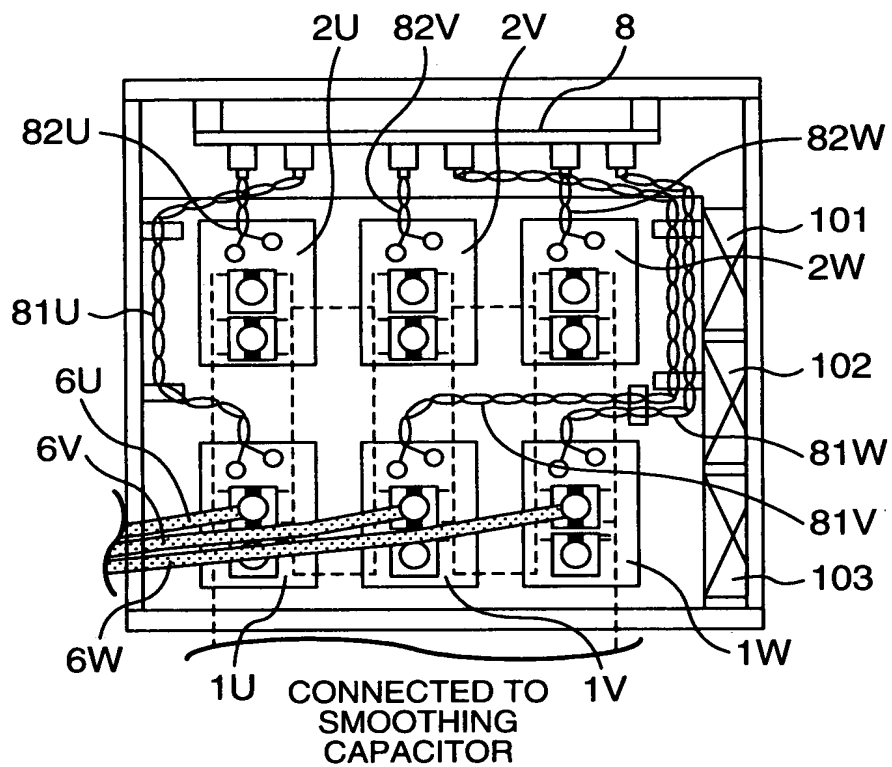 2U 82V 2V 8
82U
82W
101
2W
81U
102
6U
6V
81W
81V
103
6W
1U
1V
1W
CONNECTED TO
SMOOTHING
CAPACITOR